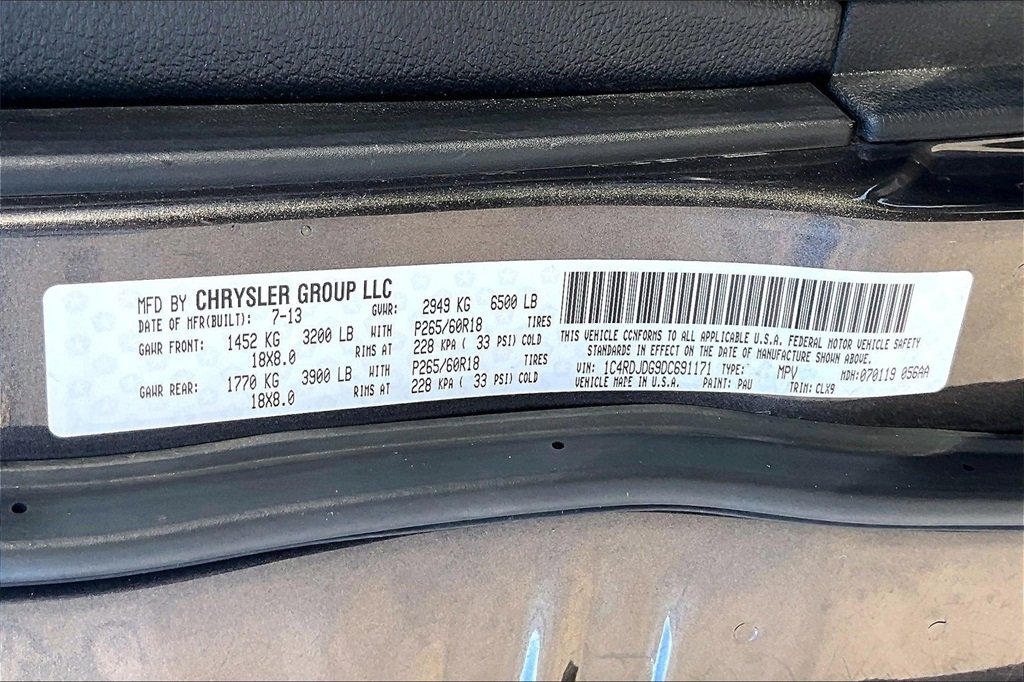 MFD BY CHRYSLER GROUP LLC
DATE OF MFR(BUILT): 7-13 GVWR: 2949 KG 6500 LB
GAWR FRONT: 1452 KG 3200 LB WITH P265/60R18 TIRES
18X8.0 RIMS AT 228 KPA ( 33 PSI) COLD
GAWR REAR: 1770 KG 3900 LB WITH P265/60R18 TIRES
18X8.0 RIMS AT 228 KPA ( 33 PSI) COLD
THIS VEHICLE CONFORMS TO ALL APPLICABLE U.S.A. FEDERAL MOTOR VEHICLE SAFETY
STANDARDS IN EFFECT ON THE DATE OF MANUFACTURE SHOWN ABOVE.
VIN: 1C4RDJDG9DC691171 TYPE: MPV MDH:070119 056AA
VEHICLE MADE IN U.S.A. PAINT: PAU TRIM: CLX9